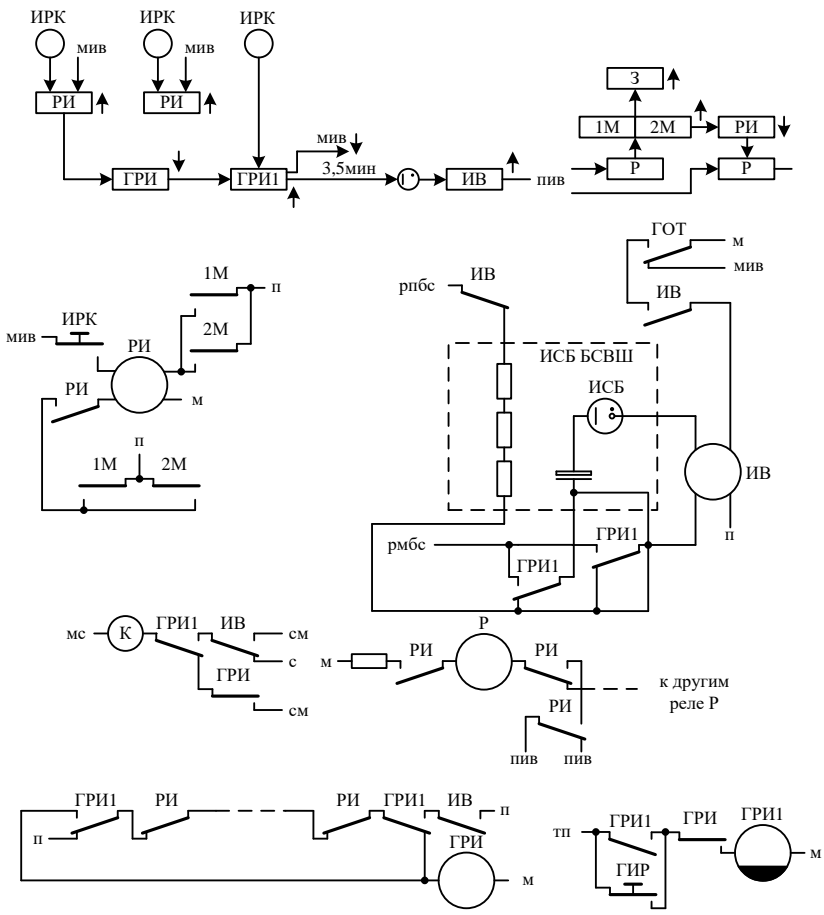 ИРК ИРК ИРК
мив мив
РИ РИ
З
1М 2М РИ
мив
3,5мин
ГРИ ГРИ1 ИВ пив Р Р
ГОТ
м
мив
рпбс ИВ
ИВ
1М п
ИРК
мив РИ 2М
ИСБ БСВШ
ИСБ
РИ м
п
1М 2М
ИВ
п
рмбс ГРИ1
ГРИ1
мс К ГРИ1 ИВ см
с
ГРИ
см
Р
м РИ РИ
к другим
реле Р
РИ
пив пив
ГРИ1 РИ РИ ГРИ1 ИВ п
п
ГРИ
м
тп ГРИ1 ГРИ ГРИ1
м
ГИР